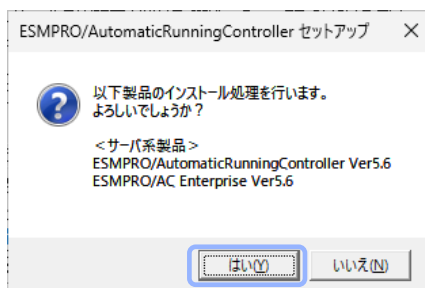 ESMPRO/AutomaticRunningController セットアップ
以下製品のインストール処理を行います。
よろしいでしょうか？
＜サーバ系製品＞
ESMPRO/AutomaticRunningController Ver5.6
ESMPRO/AC Enterprise Ver5.6
はい(Y) いいえ(N)